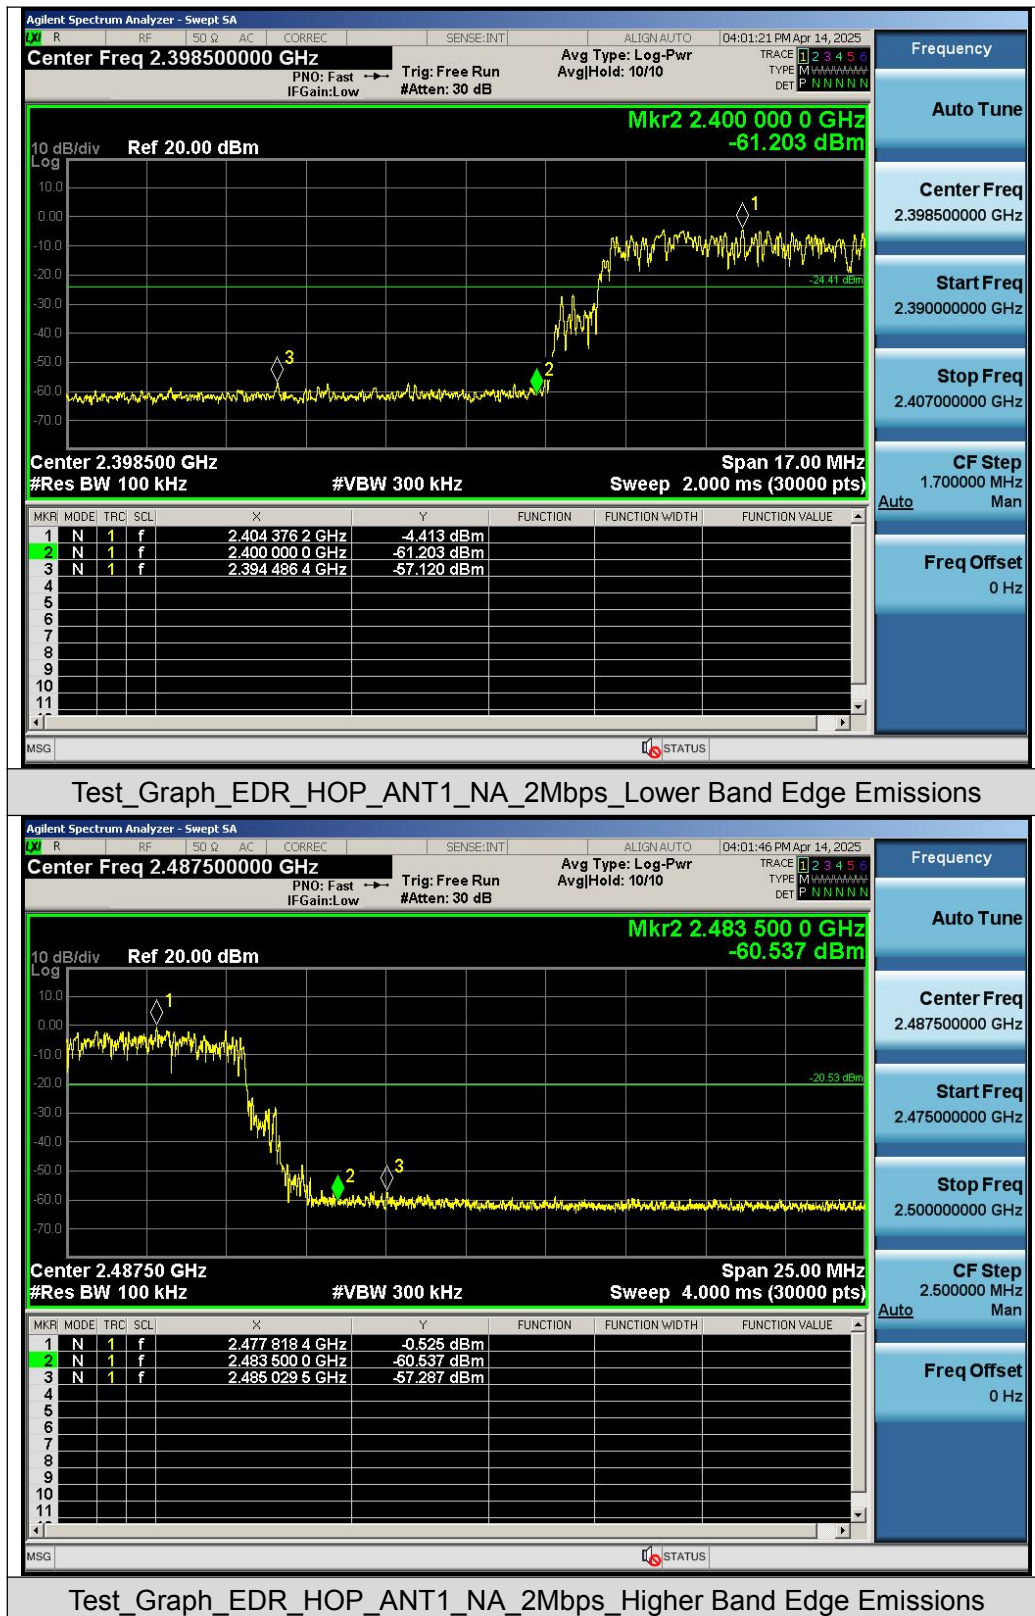 Agilent Spectrum Analyzer - Swept SA
LXI R RF 50 Ω AC CORREC SENSE:INT ALIGN AUTO 04:01:21 PM Apr 14, 2025
Center Freq 2.398500000 GHz
PNO: Fast
IFGain:Low
Trig: Free Run
#Atten: 30 dB
Avg Type: Log-Pwr
Avg|Hold: 10/10
TRACE 1 2 3 4 5 6
TYPE M
DET P N N N N N
Mkr2 2.400 000 0 GHz
-61.203 dBm
10 dB/div Ref 20.00 dBm
Log
10.0
0.00
-10.0
-20.0
-30.0
-40.0
-50.0
-60.0
-70.0
1
2
3
-24.41 dBm
Center 2.398500 GHz Span 17.00 MHz
#Res BW 100 kHz #VBW 300 kHz Sweep 2.000 ms (30000 pts)
MKR MODE TRC SCL X Y FUNCTION FUNCTION WIDTH FUNCTION VALUE
1 N 1 f 2.404 376 2 GHz -4.413 dBm
2 N 1 f 2.400 000 0 GHz -61.203 dBm
3 N 1 f 2.394 486 4 GHz -57.120 dBm
4
5
6
7
8
9
10
11
MSG STATUS
Frequency
Auto Tune
Center Freq
2.398500000 GHz
Start Freq
2.390000000 GHz
Stop Freq
2.407000000 GHz
CF Step
1.700000 MHz
Auto Man
Freq Offset
0 Hz
Test_Graph_EDR_HOP_ANT1_NA_2Mbps_Lower Band Edge Emissions
Agilent Spectrum Analyzer - Swept SA
LXI R RF 50 Ω AC CORREC SENSE:INT ALIGN AUTO 04:01:46 PM Apr 14, 2025
Center Freq 2.487500000 GHz
PNO: Fast
IFGain:Low
Trig: Free Run
#Atten: 30 dB
Avg Type: Log-Pwr
Avg|Hold: 10/10
TRACE 1 2 3 4 5 6
TYPE M
DET P N N N N N
Mkr2 2.483 500 0 GHz
-60.537 dBm
10 dB/div Ref 20.00 dBm
Log
10.0
0.00
-10.0
-20.0
-30.0
-40.0
-50.0
-60.0
-70.0
1
2
3
-20.53 dBm
Center 2.48750 GHz Span 25.00 MHz
#Res BW 100 kHz #VBW 300 kHz Sweep 4.000 ms (30000 pts)
MKR MODE TRC SCL X Y FUNCTION FUNCTION WIDTH FUNCTION VALUE
1 N 1 f 2.477 818 4 GHz -0.525 dBm
2 N 1 f 2.483 500 0 GHz -60.537 dBm
3 N 1 f 2.485 029 5 GHz -57.287 dBm
4
5
6
7
8
9
10
11
MSG STATUS
Frequency
Auto Tune
Center Freq
2.487500000 GHz
Start Freq
2.475000000 GHz
Stop Freq
2.500000000 GHz
CF Step
2.500000 MHz
Auto Man
Freq Offset
0 Hz
Test_Graph_EDR_HOP_ANT1_NA_2Mbps_Higher Band Edge Emissions